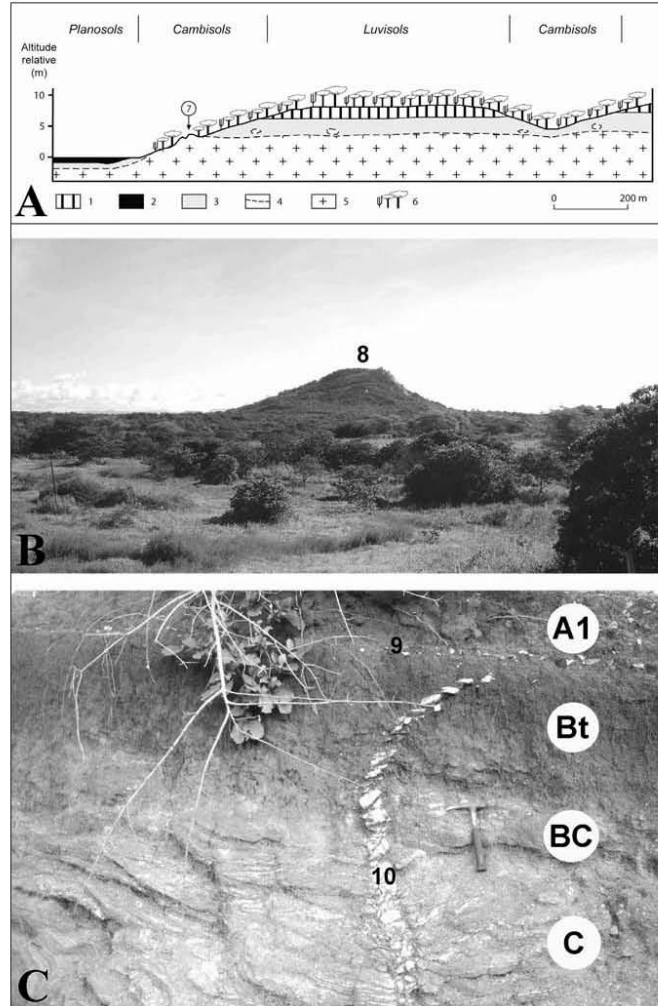 Planosols Cambisols Luvisols Cambisols
Altitude
relative
(m)
10
5
0
7
A 1 2 3 4 5 6 0 200 m
8
B
A1
9
Bt
BC
10
C
C